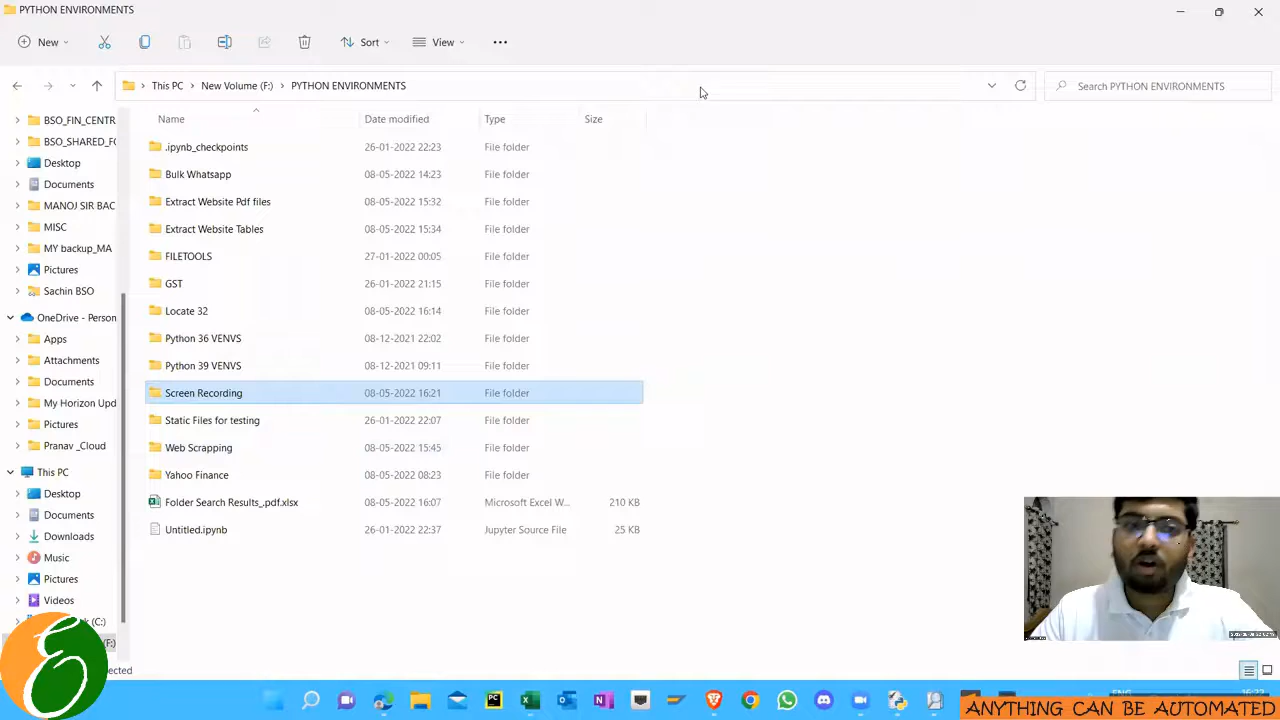 PYTHON ENVIRONMENTS
New Sort View
This PC New Volume (F:) PYTHON ENVIRONMENTS Search PYTHON ENVIRONMENTS
Name Date modified Type Size
BSO_FIN_CENTR
BSO_SHARED_FO
Desktop
Documents
MANOJ SIR BAC
MISC
MY backup_MA
Pictures
Sachin BSO
OneDrive - Person
Apps
Attachments
Documents
My Horizon Upd
Pictures
Pranav _Cloud
This PC
Desktop
Documents
Downloads
Music
Pictures
Videos
(C:)
F:)
.ipynb_checkpoints 26-01-2022 22:23 File folder
Bulk Whatsapp 08-05-2022 14:23 File folder
Extract Website Pdf files 08-05-2022 15:32 File folder
Extract Website Tables 08-05-2022 15:34 File folder
FILETOOLS 27-01-2022 00:05 File folder
GST 26-01-2022 21:15 File folder
Locate 32 08-05-2022 16:14 File folder
Python 36 VENVS 08-12-2021 22:02 File folder
Python 39 VENVS 08-12-2021 09:11 File folder
Screen Recording 08-05-2022 16:21 File folder
Static Files for testing 26-01-2022 22:07 File folder
Web Scrapping 08-05-2022 15:45 File folder
Yahoo Finance 08-05-2022 08:23 File folder
Folder Search Results_.pdf.xlsx 08-05-2022 16:07 Microsoft Excel W... 210 KB
Untitled.ipynb 26-01-2022 22:37 Jupyter Source File 25 KB
ANYTHING CAN BE AUTOMATED